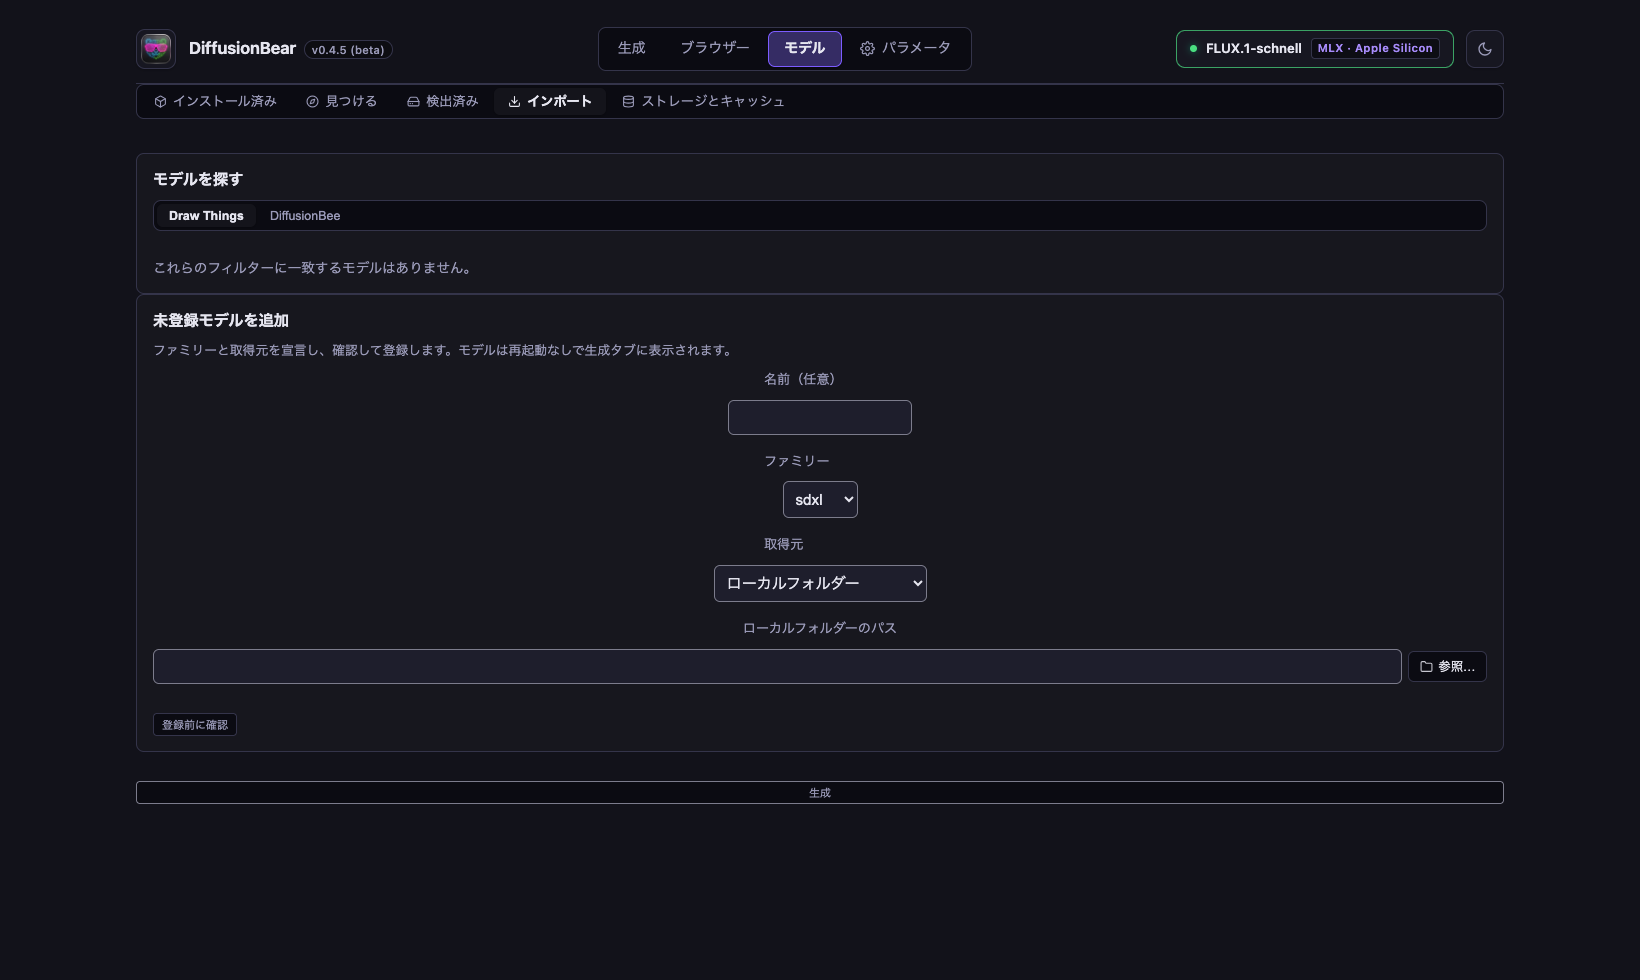 DiffusionBear v0.4.5 (beta)
生成 ブラウザー モデル パラメータ
FLUX.1-schnell MLX · Apple Silicon
インストール済み 見つける 検出済み インポート ストレージとキャッシュ
モデルを探す
Draw Things DiffusionBee
これらのフィルターに一致するモデルはありません。
未登録モデルを追加
ファミリーと取得元を宣言し、確認して登録します。モデルは再起動なしで生成タブに表示されます。
名前（任意）
ファミリー
sdxl
取得元
ローカルフォルダー
ローカルフォルダーのパス
参照...
登録前に確認
生成